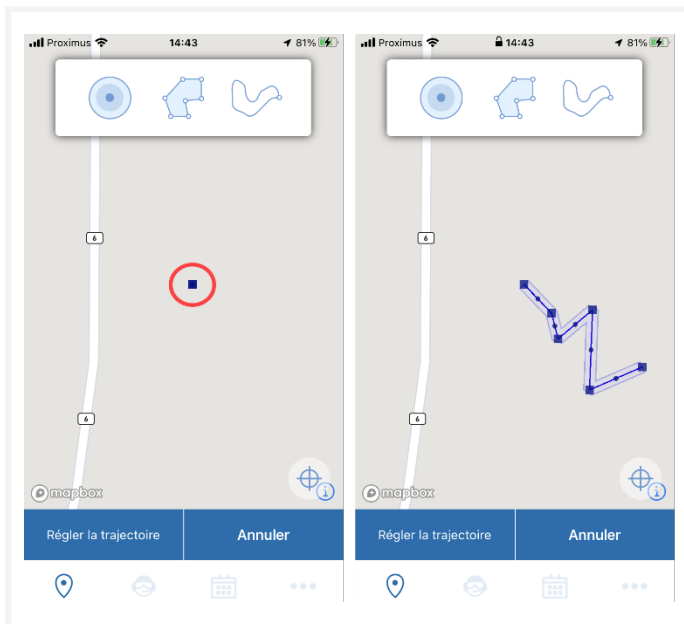 Proximus 14:43 81%
6
6
mapbox
i
Régler la trajectoire Annuler
Proximus 14:43 81%
6
6
mapbox
i
Régler la trajectoire Annuler